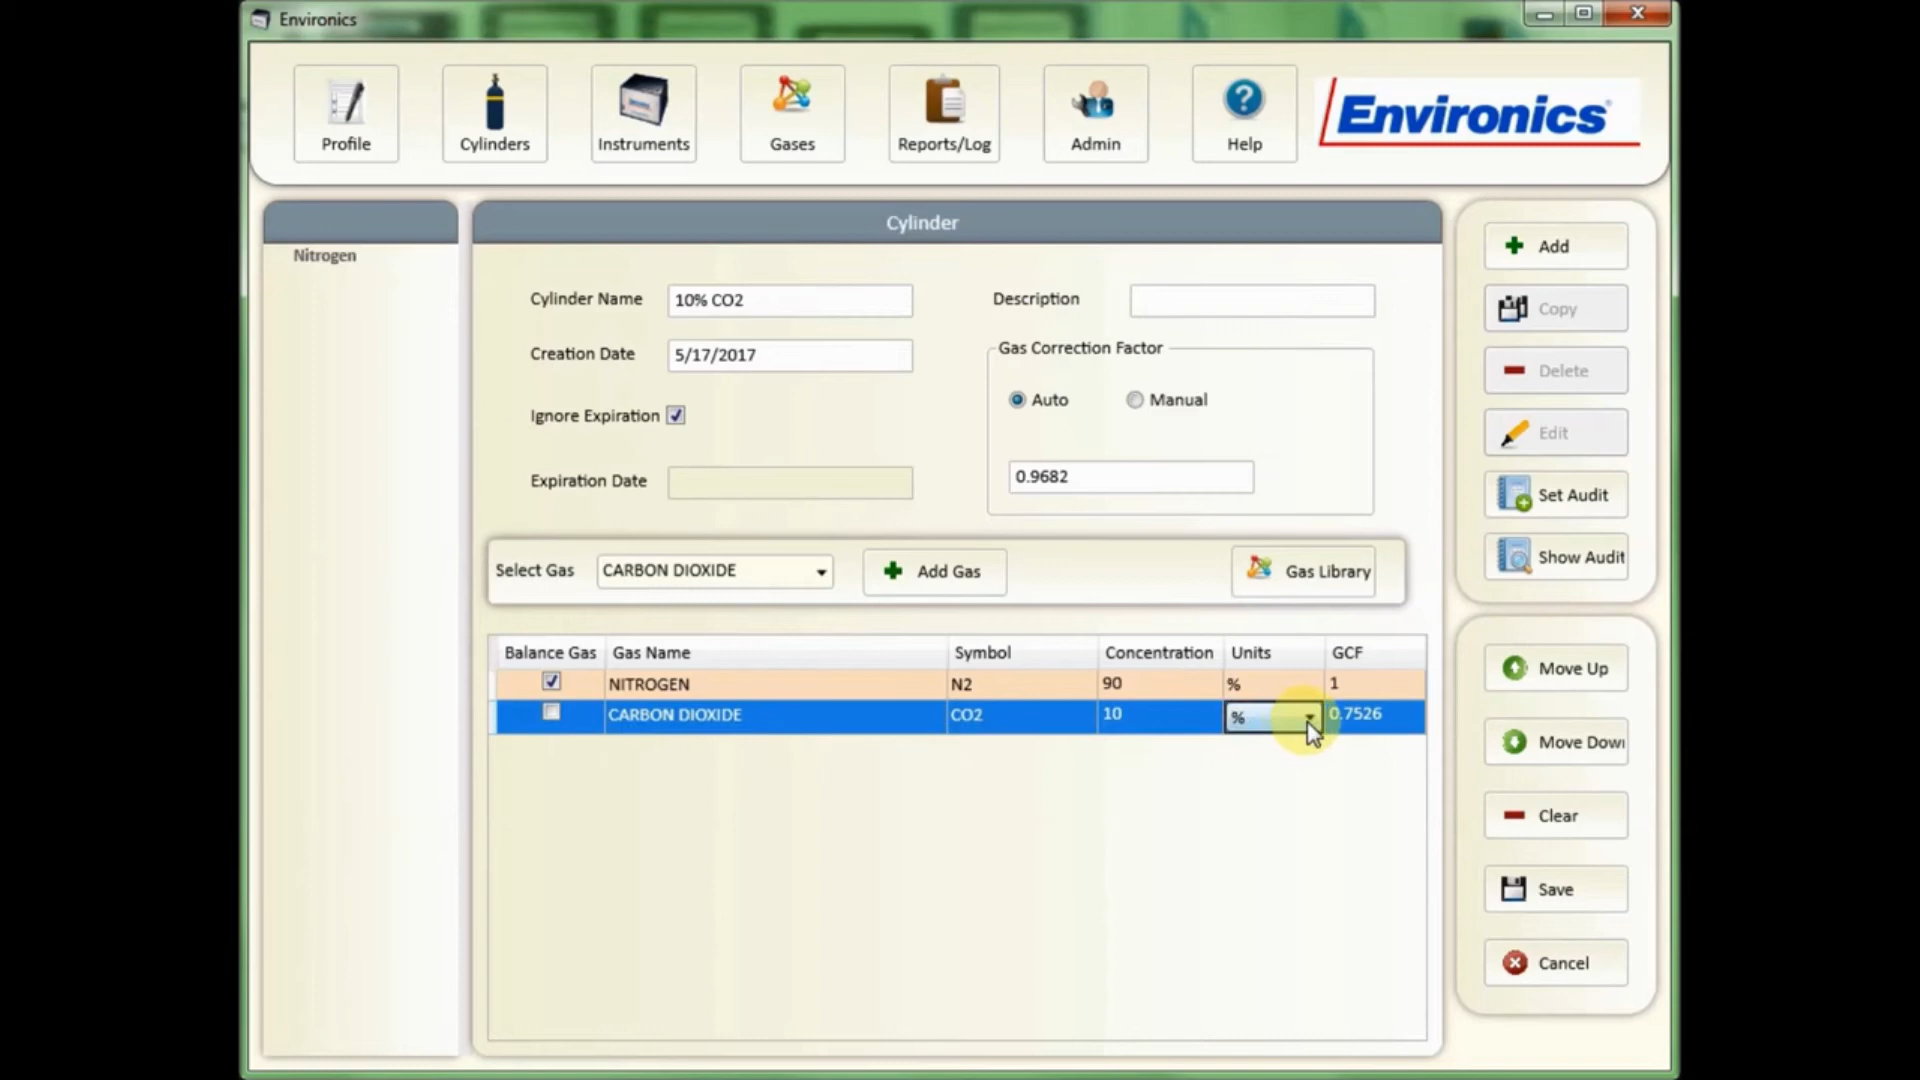 Environics
Profile
Cylinders
Instruments
Gases
Reports/Log
Admin
Help
Environics
Nitrogen
Cylinder
Cylinder Name 10% CO2
Description
Creation Date 5/17/2017
Gas Correction Factor
Auto Manual
Ignore Expiration
Expiration Date
0.9682
Select Gas CARBON DIOXIDE Add Gas Gas Library
Balance Gas Gas Name Symbol Concentration Units GCF
NITROGEN N2 90 % 1
CARBON DIOXIDE CO2 10 % 0.7526
Add
Copy
Delete
Edit
Set Audit
Show Audit
Move Up
Move Down
Clear
Save
Cancel